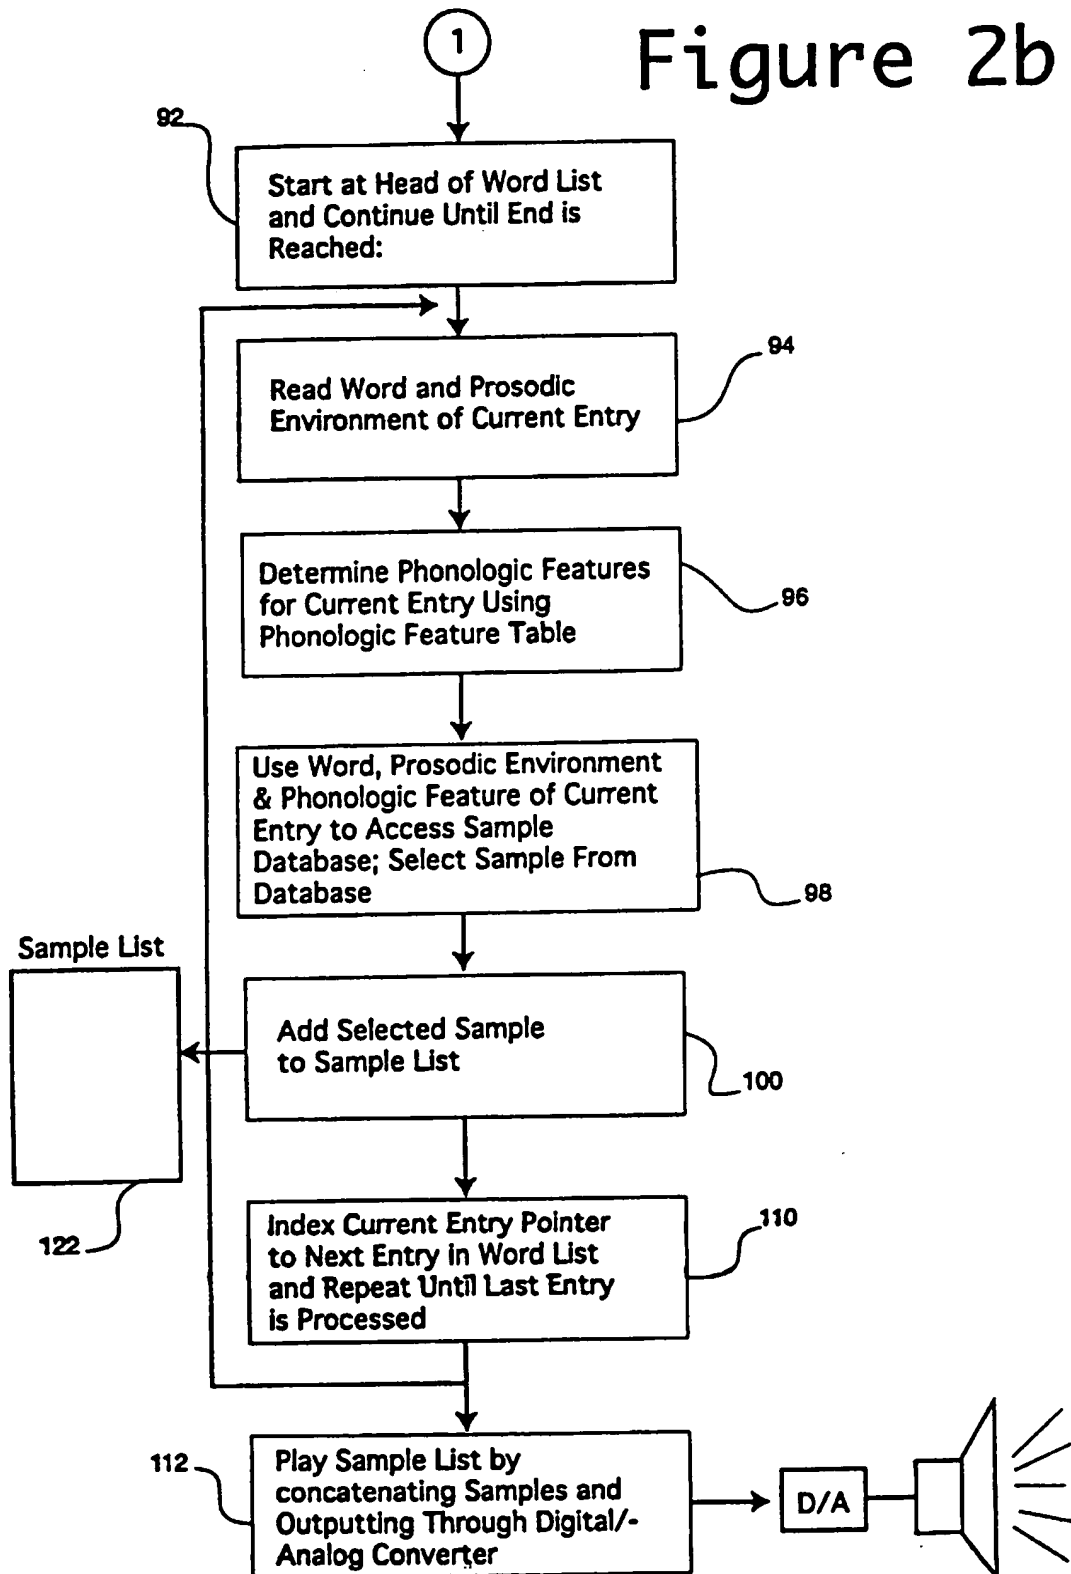 1
Figure 2b
92
Start at Head of Word List
and Continue Until End is
Reached:
94
Read Word and Prosodic
Environment of Current Entry
Determine Phonologic Features
for Current Entry Using
Phonologic Feature Table
96
Use Word, Prosodic Environment
& Phonologic Feature of Current
Entry to Access Sample
Database; Select Sample From
Database
98
Sample List
Add Selected Sample
to Sample List
100
122
Index Current Entry Pointer
to Next Entry in Word List
and Repeat Until Last Entry
is Processed
110
112
Play Sample List by
concatenating Samples and
Outputting Through Digital/-
Analog Converter
D/A